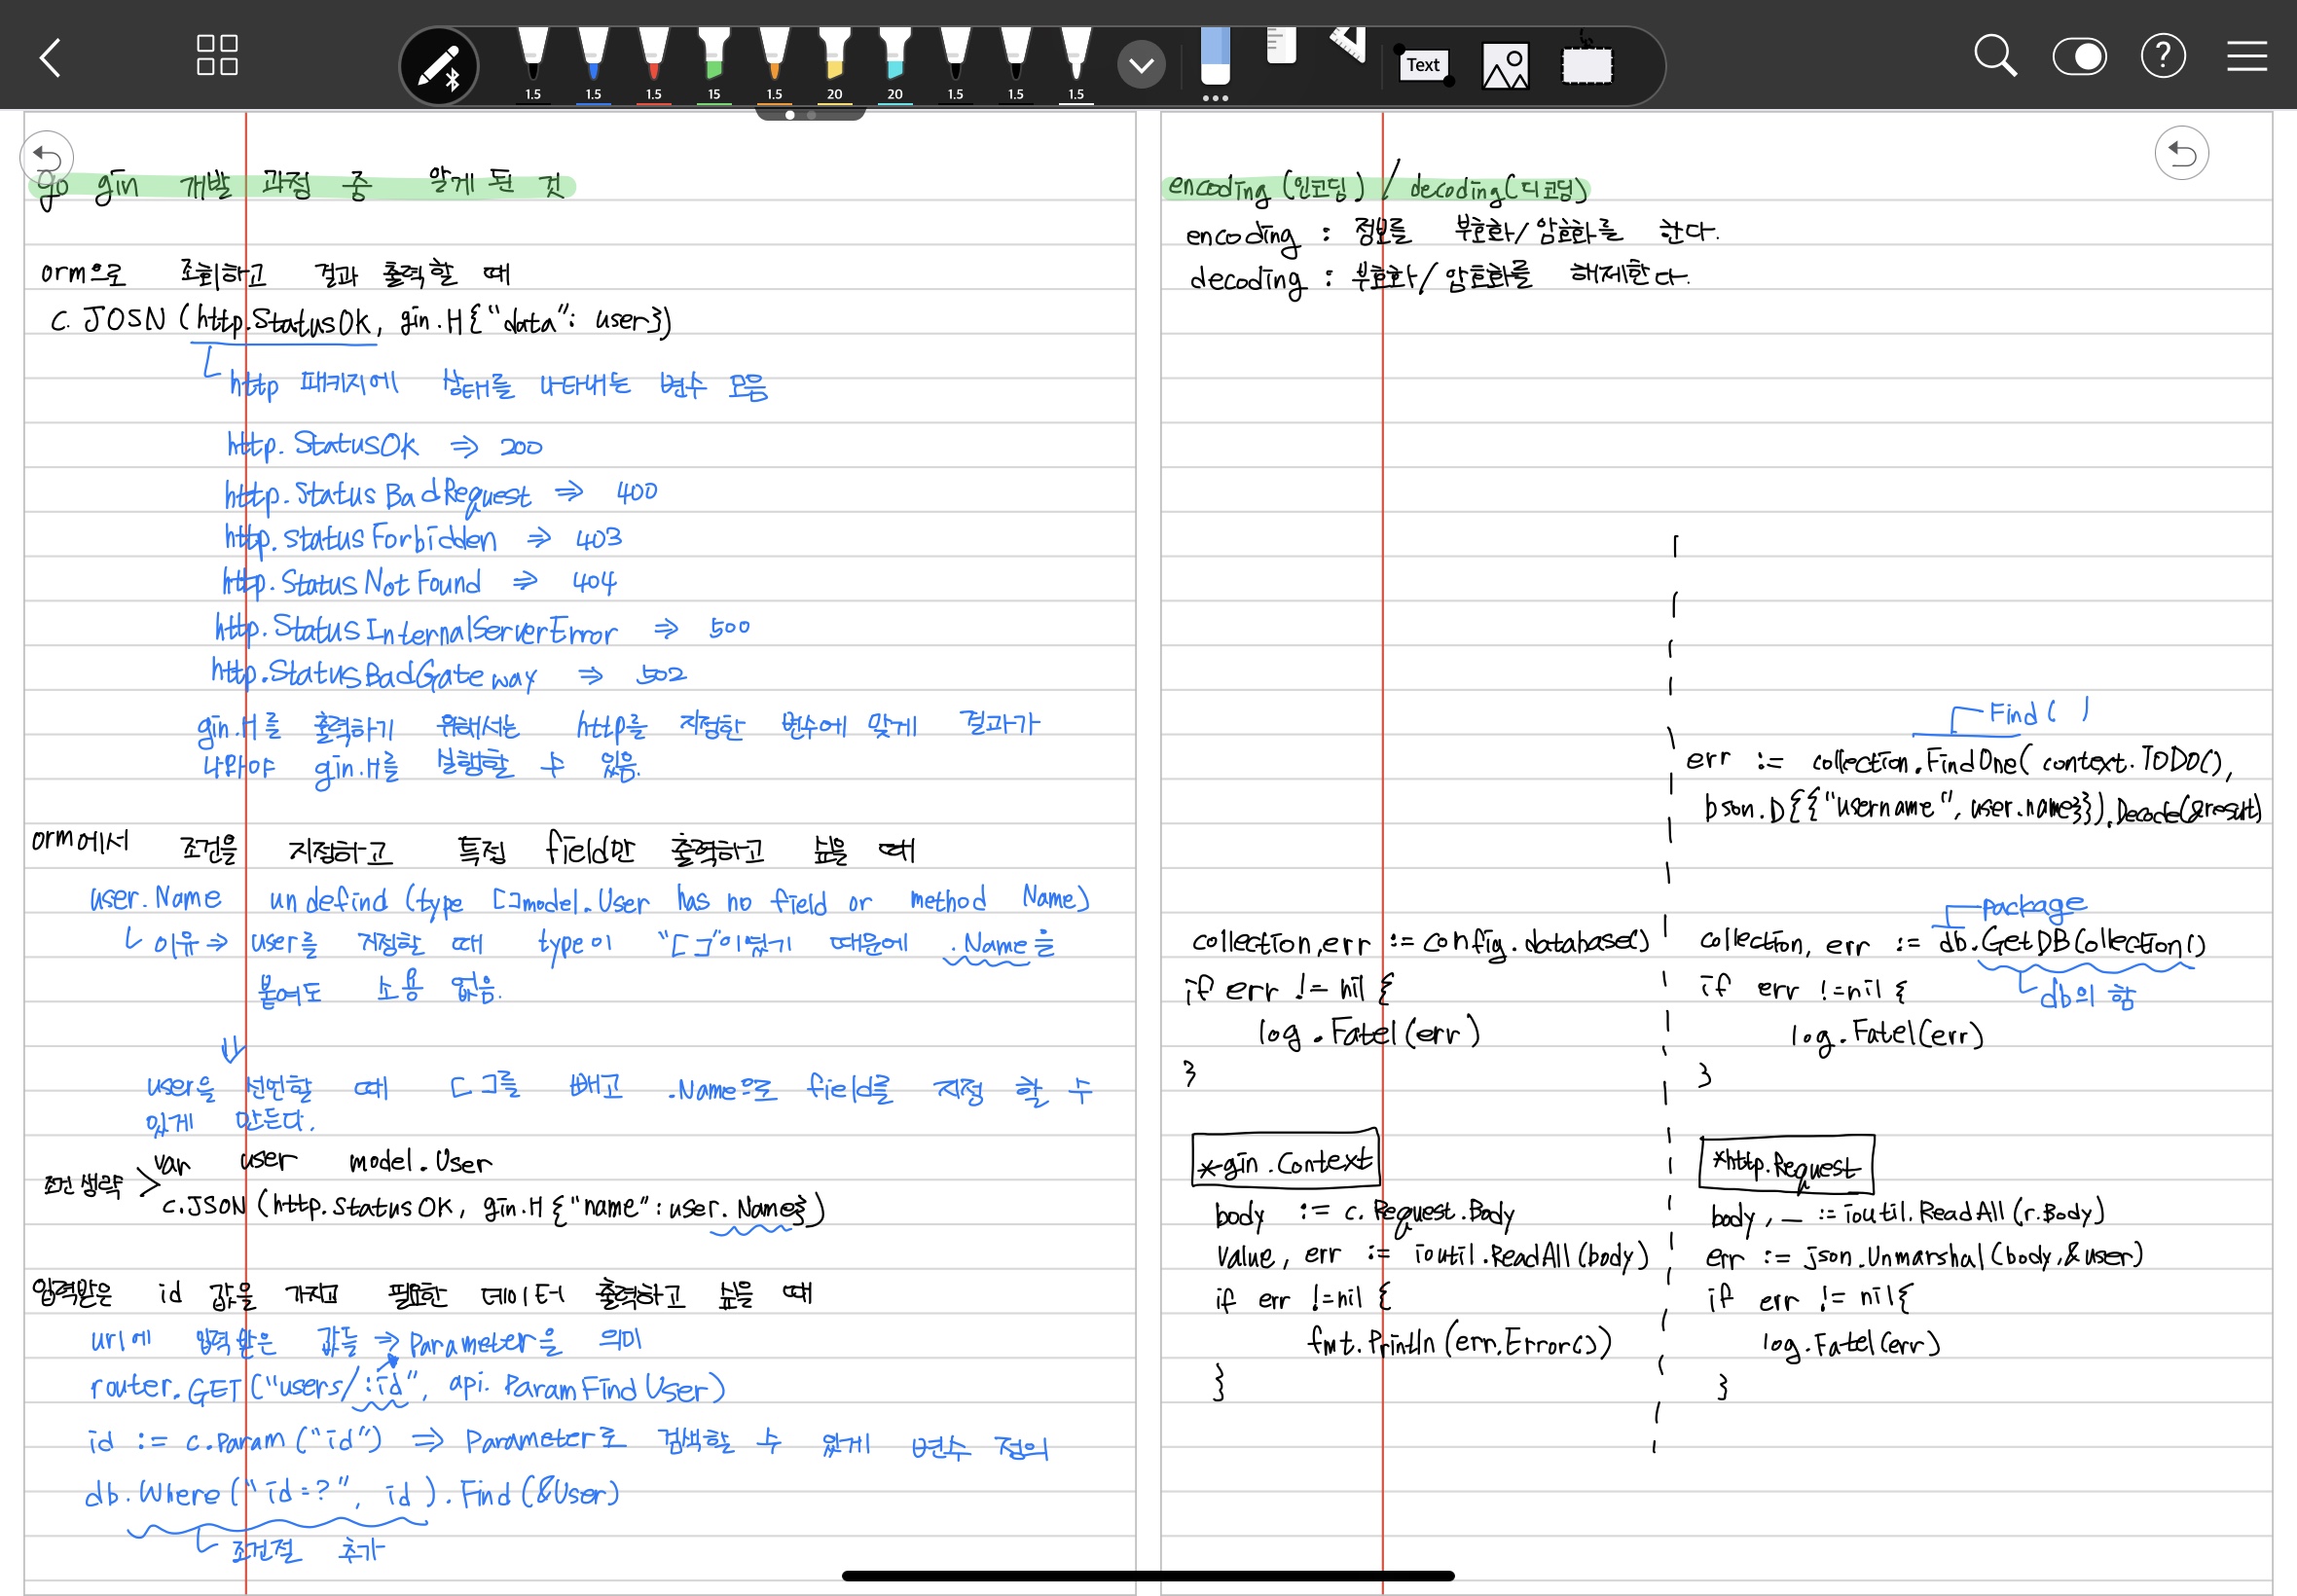 1.5 1.5 1.5 15 1.5 20 20 1.5 1.5 1.5
Text
?
go gin 개발 과정 중 알게 된 것
orm으로 조회하고 결과 출력할 때
c. JOSN (http.StatusOk, gin.H{"data": user})
http 패키지에 상태를 나타내는 변수 모음
http. StatusOk ⇒ 200
http. Status BadRequest ⇒ 400
http. Status Forbidden ⇒ 403
http. Status Not Found ⇒ 404
http. Status InternalServerError ⇒ 500
http. StatusBadGateway ⇒ 502
gin.H를 출력하기 위해서는 http를 지정한 변수에 맞게 결과가
나와야 gin.H를 실행할 수 있음.
orm에서 조건을 지정하고 특정 field만 출력하고 싶을 때
user.Name undefind (type []model.User has no field or method Name)
이유 ⇒ user를 지정할 때 type이 "[]"이였기 때문에 .Name을
붙여도 소용 없음.
⇓
user을 선언할 때 []를 빼고 .Name으로 field를 지정 할 수
있게 만든다.
var user model.User
조건 생략 >
c.JSON (http.Status OK, gin.H {"name": user.Name})
입력받은 id 값을 가지고 필요한 데이터 출력하고 싶을 때
url에 입력 받은 값들 ⇒ Parameter을 의미
router.GET ("users/:id", api. Param Find User)
id := c.Param ("id") ⇒ Parameter로 검색할 수 있게 변수 정의
db.Where ("id=?", id ). Find (&User)
조건절 추가
encoding (인코딩) / decoding(디코딩)
encoding : 정보를 부호화/암호화를 한다.
decoding : 부호화/암호화를 해제한다.
Find ( )
err := collection.FindOne( context.TODO(),
bson.D{{"username", user.name}}).Decode(&result)
collection,err := config.database()
if err != nil {
log.Fatel(err)
}
package
collection, err := db.GetDBCollection()
db의 함
if err !=nil {
log.Fatel(err)
}
*gin.Context
body := c.Request.Body
value, err := ioutil.ReadAll (body)
if err !=nil {
fmt.Println (err.Error())
}
*http.Request
body, _ := ioutil.ReadAll (r.Body)
err := json.Unmarshal (body,&user)
if err != nil{
log.Fatel(err)
}